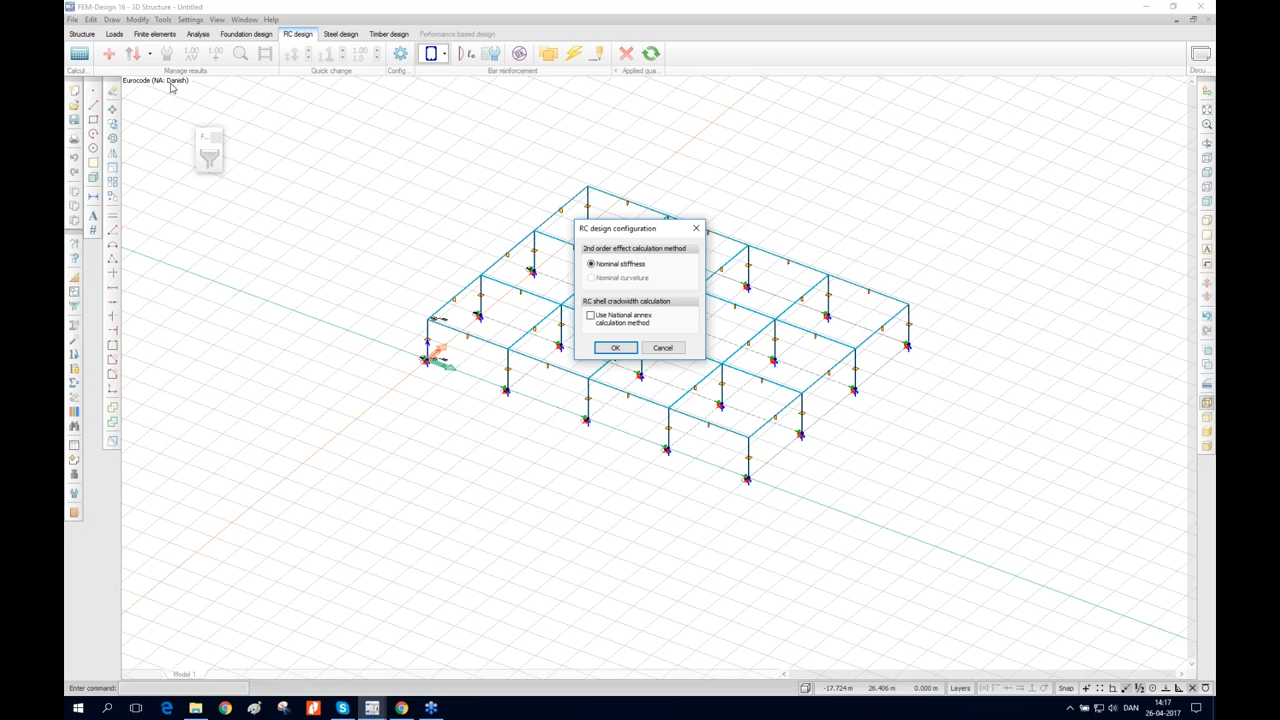 FEM-Design 16 - 3D Structure - Untitled
File Edit Draw Modify Tools Settings View Window Help
Structure Loads Finite elements Analysis Foundation design RC design Steel design Timber design Performance based design
Calcul... Manage results Quick change Config... Bar reinforcement Applied qua... Docu...
Eurocode (NA: Danish)
F...
RC design configuration
2nd order effect calculation method
Nominal stiffness
Nominal curvature
RC shell crackwidth calculation
Use National annex
calculation method
OK Cancel
Model 1
Enter command: -17.724 m 26.406 m 0.000 m Layers Snap
DAN
14:17
26-04-2017